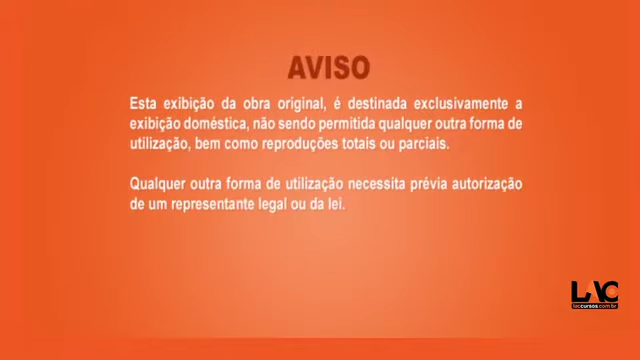 AVISO
Esta exibição da obra original, é destinada exclusivamente a
exibição doméstica, não sendo permitida qualquer outra forma de
utilização, bem como reproduções totais ou parciais.
Qualquer outra forma de utilização necessita prévia autorização
de um representante legal ou da lei.
LAC
laccursos.com.br